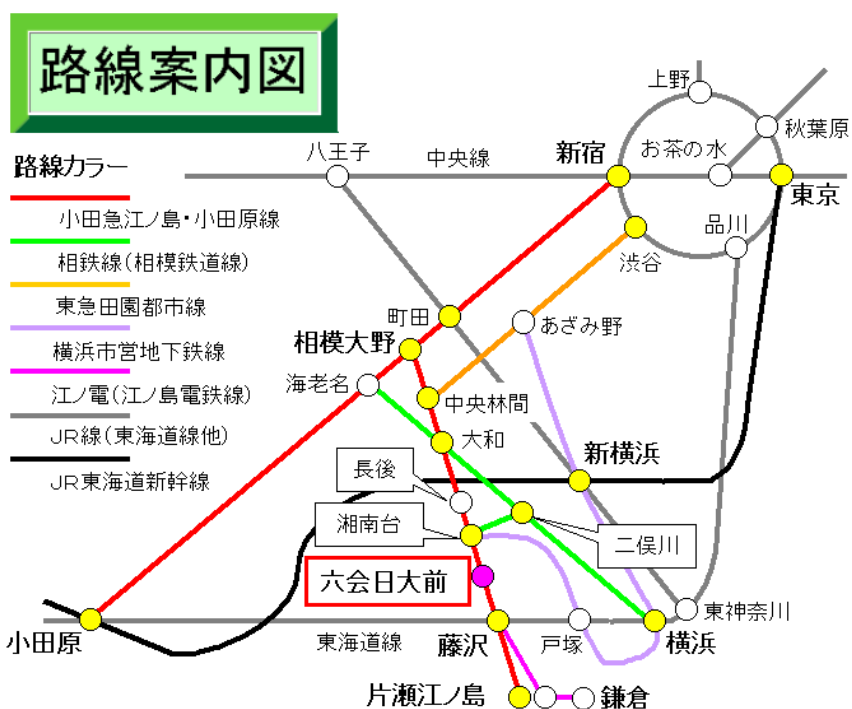 路線案内図
路線カラー
小田急江ノ島・小田原線
相鉄線(相模鉄道線)
東急田園都市線
横浜市営地下鉄線
江ノ電(江ノ島電鉄線)
JR線(東海道線他)
JR東海道新幹線
上野
秋葉原
お茶の水
八王子
中央線
新宿
東京
品川
渋谷
町田
あざみ野
相模大野
海老名
中央林間
大和
新横浜
長後
湘南台
二俣川
六会日大前
東神奈川
小田原
東海道線
藤沢
戸塚
横浜
片瀬江ノ島
鎌倉